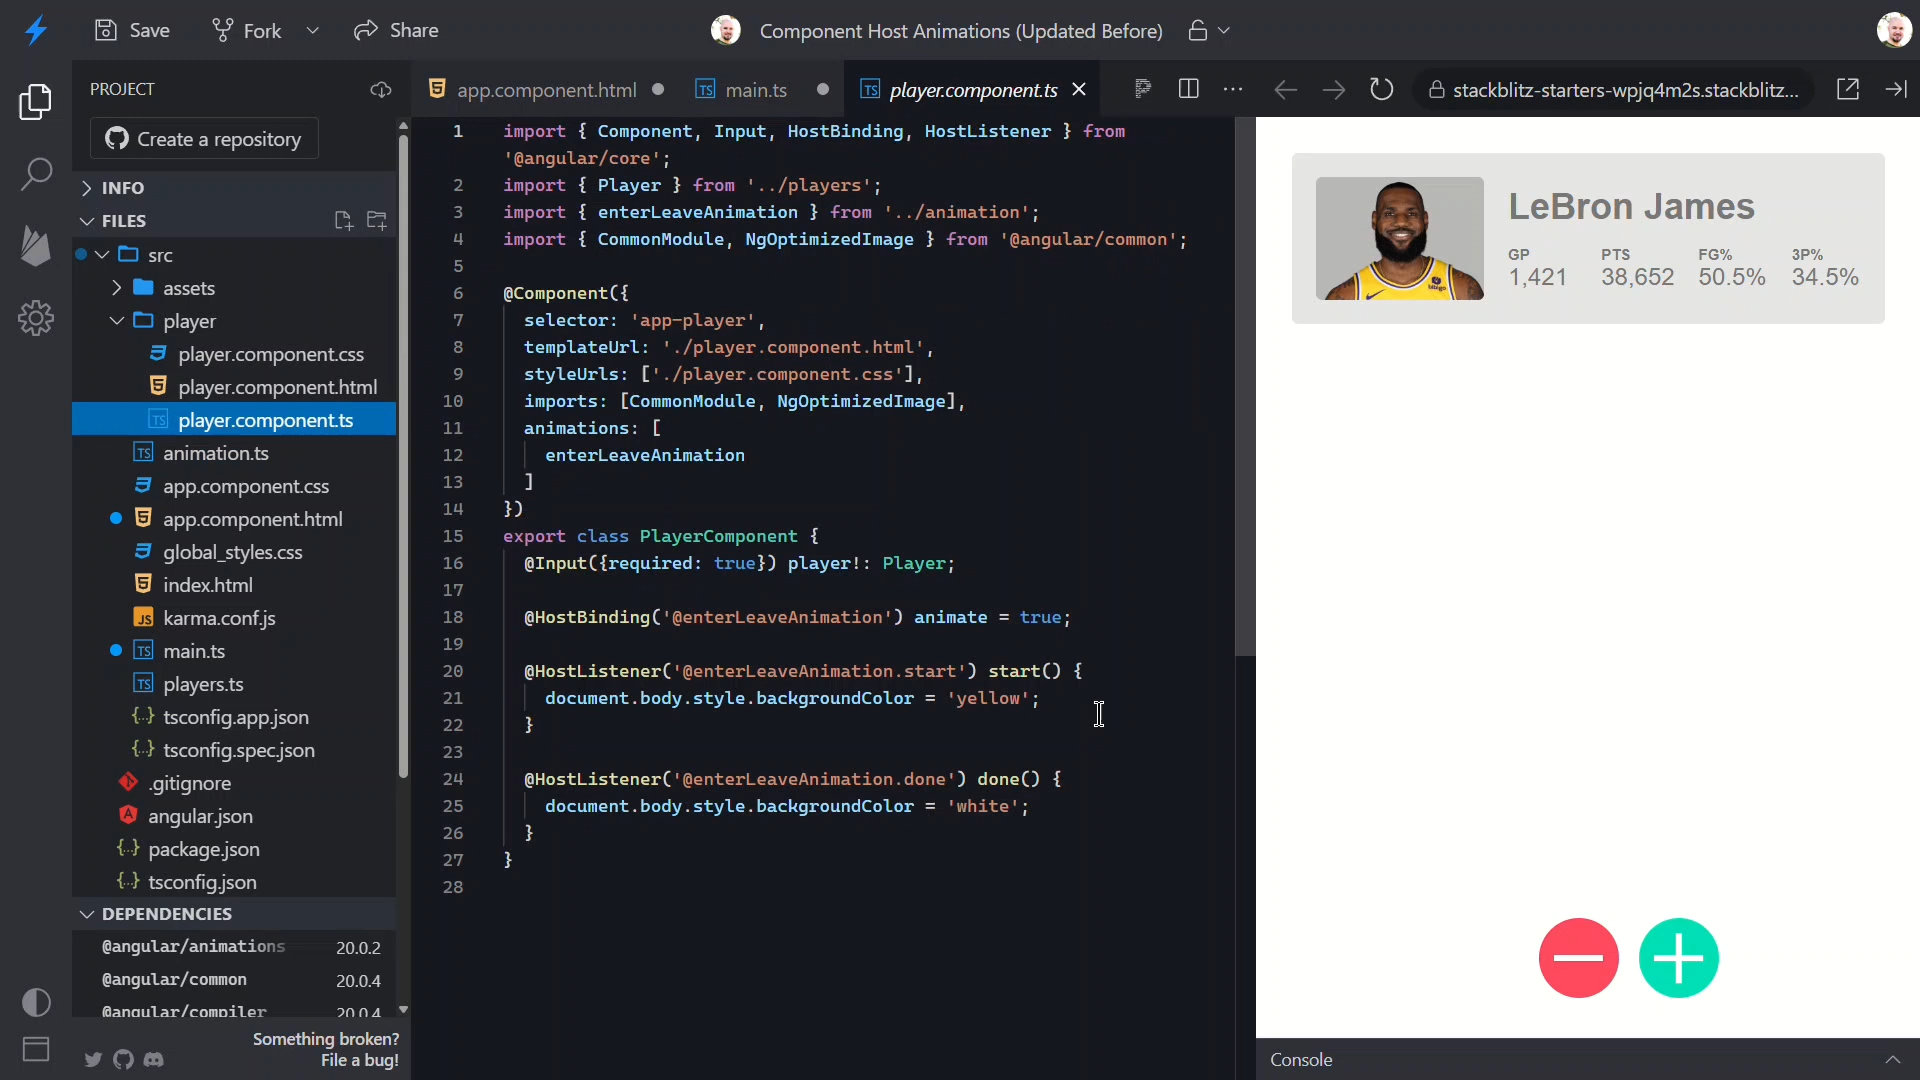 Save
Fork
Share
Component Host Animations (Updated Before)
PROJECT
Create a repository
INFO
FILES
src
assets
player
player.component.css
player.component.html
TS player.component.ts
TS animation.ts
app.component.css
app.component.html
global_styles.css
index.html
JS karma.conf.js
TS main.ts
TS players.ts
{··} tsconfig.app.json
{··} tsconfig.spec.json
.gitignore
angular.json
{··} package.json
{··} tsconfig.json
DEPENDENCIES
@angular/animations 20.0.2
@angular/common 20.0.4
@angular/compiler 20.0.4
Something broken?
File a bug!
app.component.html
TS main.ts
TS player.component.ts
stackblitz-starters-wpjq4m2s.stackblitz...
1 import { Component, Input, HostBinding, HostListener } from
'@angular/core';
2 import { Player } from '../players';
3 import { enterLeaveAnimation } from '../animation';
4 import { CommonModule, NgOptimizedImage } from '@angular/common';
5
6 @Component({
7 selector: 'app-player',
8 templateUrl: './player.component.html',
9 styleUrls: ['./player.component.css'],
10 imports: [CommonModule, NgOptimizedImage],
11 animations: [
12 enterLeaveAnimation
13 ]
14 })
15 export class PlayerComponent {
16 @Input({required: true}) player!: Player;
17
18 @HostBinding('@enterLeaveAnimation') animate = true;
19
20 @HostListener('@enterLeaveAnimation.start') start() {
21 document.body.style.backgroundColor = 'yellow';
22 }
23
24 @HostListener('@enterLeaveAnimation.done') done() {
25 document.body.style.backgroundColor = 'white';
26 }
27 }
28
LeBron James
GP PTS FG% 3P%
1,421 38,652 50.5% 34.5%
Console